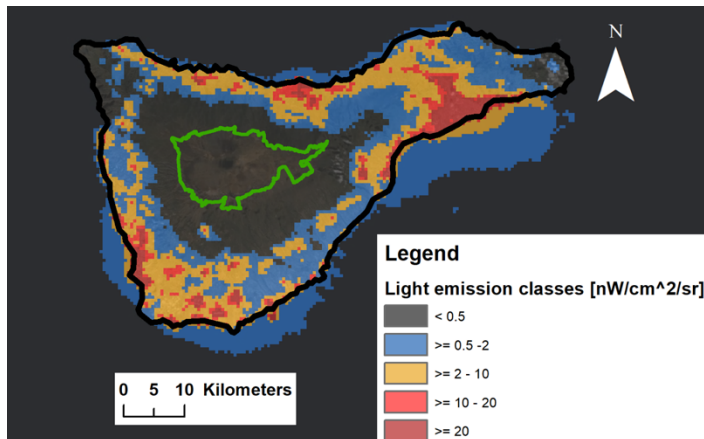 N
Legend
Light emission classes [nW/cm^2/sr]
< 0.5
>= 0.5 -2
>= 2 - 10
>= 10 - 20
>= 20
0 5 10 Kilometers